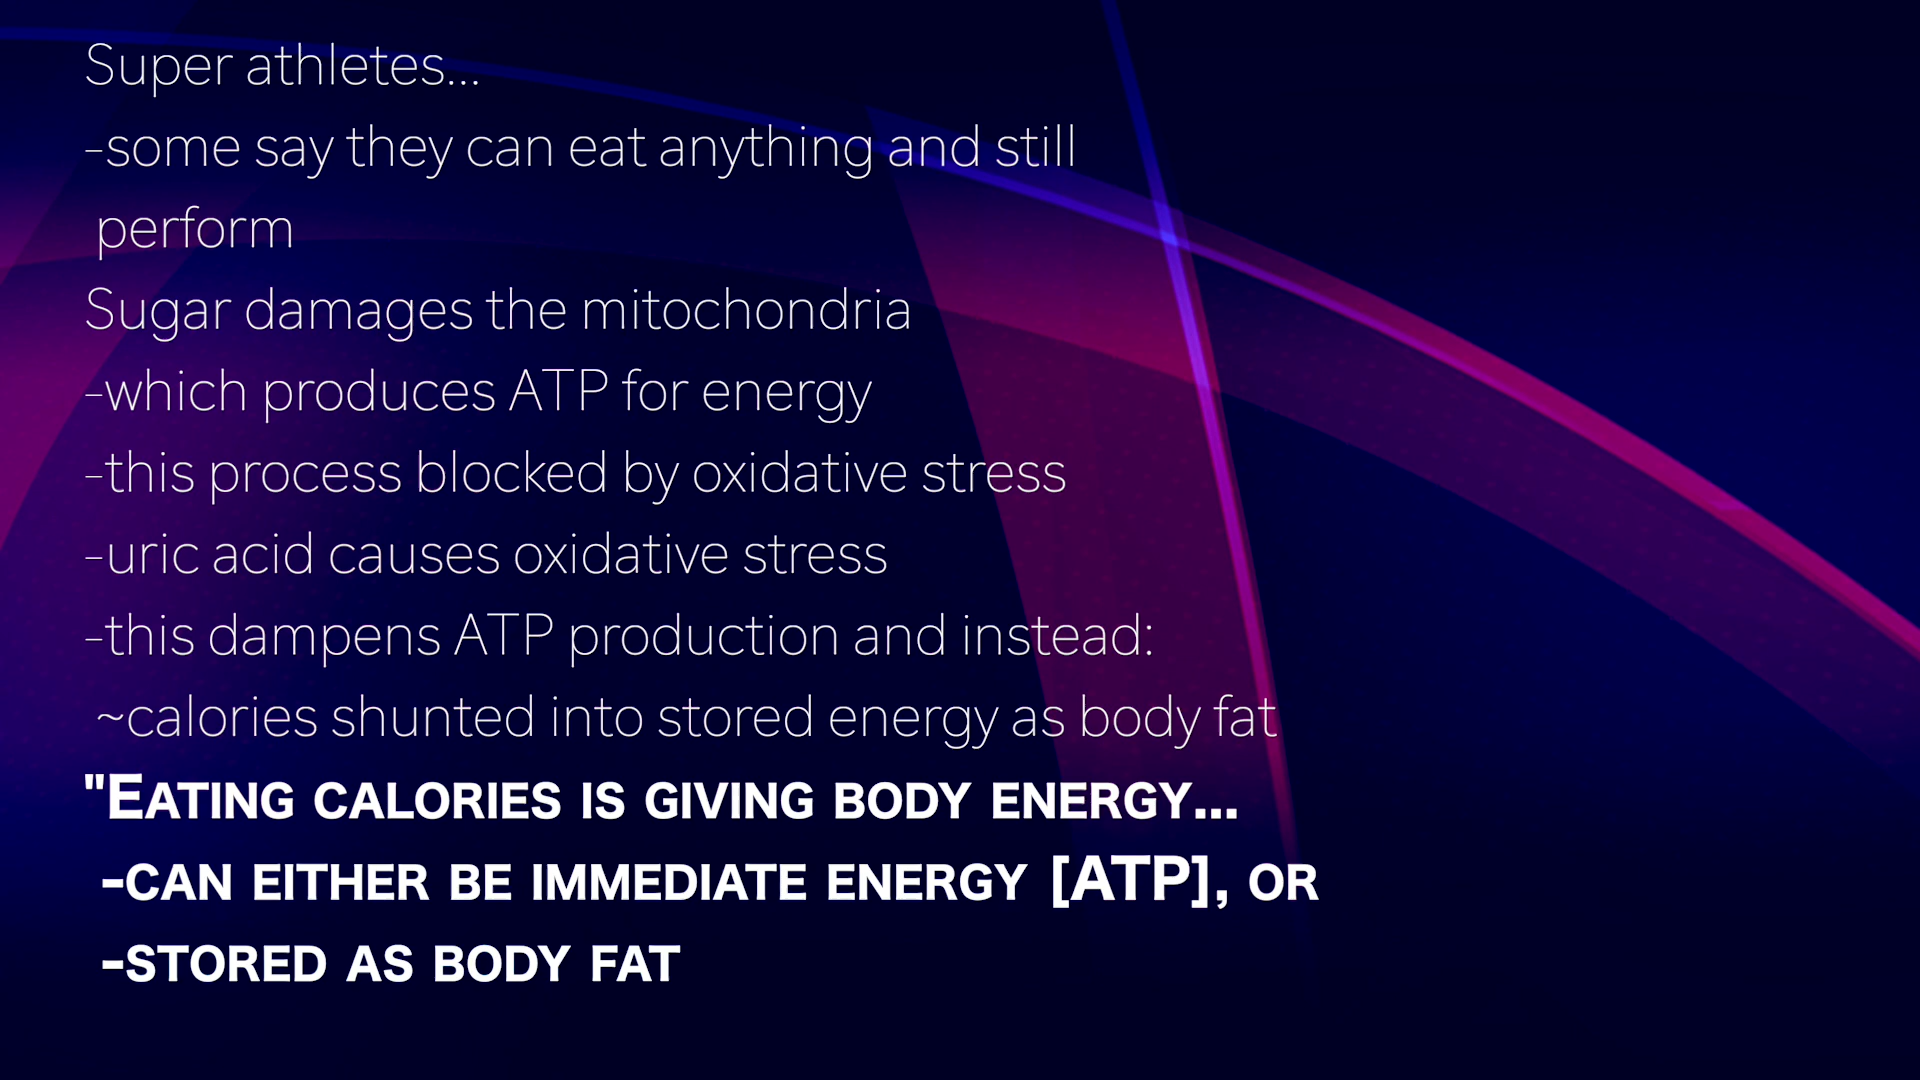 Super athletes...
-some say they can eat anything and still
perform
Sugar damages the mitochondria
-which produces ATP for energy
-this process blocked by oxidative stress
-uric acid causes oxidative stress
-this dampens ATP production and instead:
~calories shunted into stored energy as body fat
"Eating calories is giving body energy...
-can either be immediate energy [ATP], or
-stored as body fat